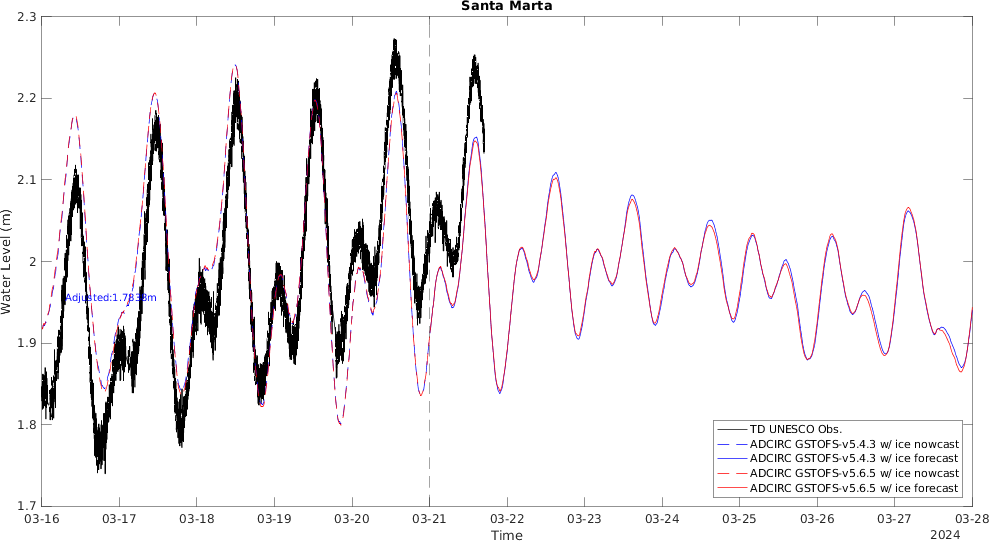 Santa Marta
2.3
2.2
2.1
2
1.9
1.8
1.7
Water Level (m)
Adjusted:1.7838m
TD UNESCO Obs.
ADCIRC GSTOFS-v5.4.3 w/ ice nowcast
ADCIRC GSTOFS-v5.4.3 w/ ice forecast
ADCIRC GSTOFS-v5.6.5 w/ ice nowcast
ADCIRC GSTOFS-v5.6.5 w/ ice forecast
03-16 03-17 03-18 03-19 03-20 03-21 03-22 03-23 03-24 03-25 03-26 03-27 03-28
Time
2024